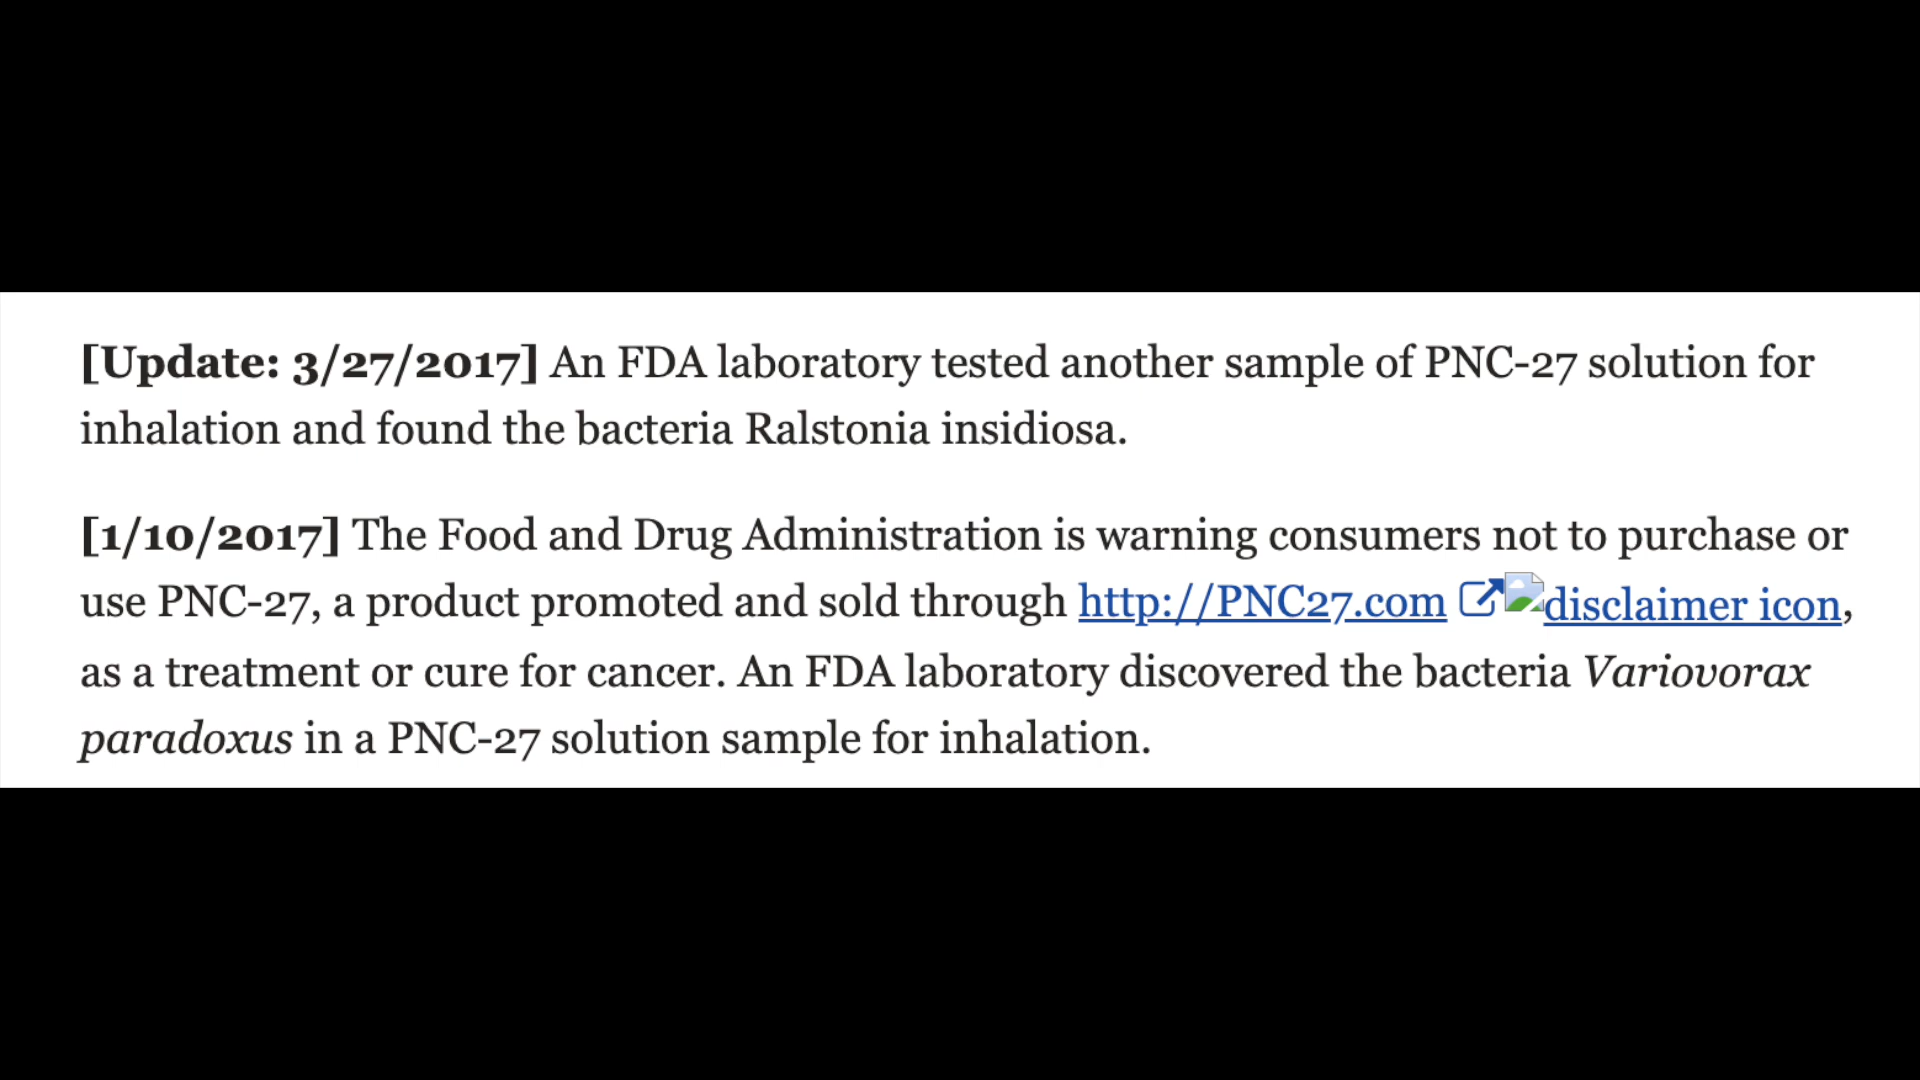 [Update: 3/27/2017] An FDA laboratory tested another sample of PNC-27 solution for
inhalation and found the bacteria Ralstonia insidiosa.
[1/10/2017] The Food and Drug Administration is warning consumers not to purchase or
use PNC-27, a product promoted and sold through http://PNC27.com disclaimer icon,
as a treatment or cure for cancer. An FDA laboratory discovered the bacteria Variovorax
paradoxus in a PNC-27 solution sample for inhalation.